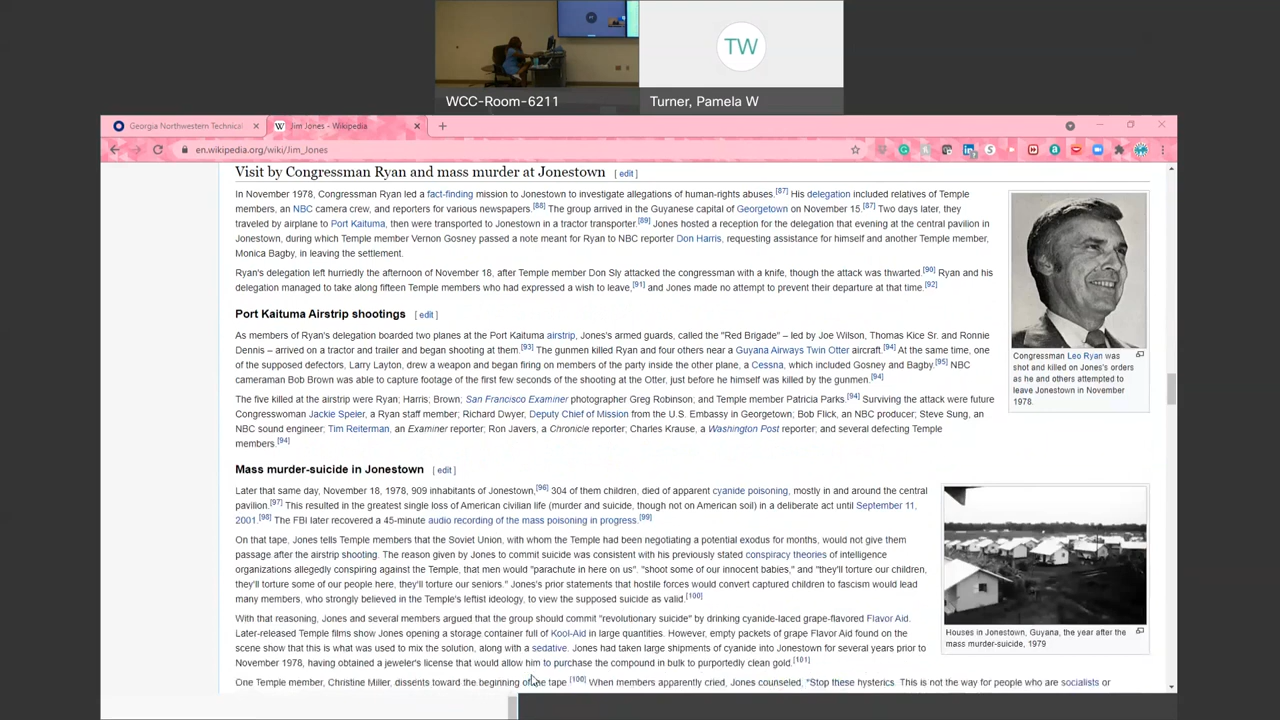 TW
WCC-Room-6211
Turner, Pamela W
Georgia Northwestern Technical
Jim Jones - Wikipedia
en.wikipedia.org/wiki/Jim_Jones
Visit by Congressman Ryan and mass murder at Jonestown [ edit ]
In November 1978, Congressman Ryan led a fact-finding mission to Jonestown to investigate allegations of human-rights abuses.[87] His delegation included relatives of Temple
members, an NBC camera crew, and reporters for various newspapers.[88] The group arrived in the Guyanese capital of Georgetown on November 15.[87] Two days later, they
traveled by airplane to Port Kaituma, then were transported to Jonestown in a tractor transporter.[89] Jones hosted a reception for the delegation that evening at the central pavilion in
Jonestown, during which Temple member Vernon Gosney passed a note meant for Ryan to NBC reporter Don Harris, requesting assistance for himself and another Temple member,
Monica Bagby, in leaving the settlement.
Ryan's delegation left hurriedly the afternoon of November 18, after Temple member Don Sly attacked the congressman with a knife, though the attack was thwarted.[90] Ryan and his
delegation managed to take along fifteen Temple members who had expressed a wish to leave,[91] and Jones made no attempt to prevent their departure at that time.[92]
Port Kaituma Airstrip shootings [ edit ]
As members of Ryan's delegation boarded two planes at the Port Kaituma airstrip, Jones's armed guards, called the "Red Brigade" – led by Joe Wilson, Thomas Kice Sr. and Ronnie
Dennis – arrived on a tractor and trailer and began shooting at them.[93] The gunmen killed Ryan and four others near a Guyana Airways Twin Otter aircraft.[94] At the same time, one
of the supposed defectors, Larry Layton, drew a weapon and began firing on members of the party inside the other plane, a Cessna, which included Gosney and Bagby.[95] NBC
cameraman Bob Brown was able to capture footage of the first few seconds of the shooting at the Otter, just before he himself was killed by the gunmen.[94]
The five killed at the airstrip were Ryan; Harris; Brown; San Francisco Examiner photographer Greg Robinson; and Temple member Patricia Parks.[94] Surviving the attack were future
Congresswoman Jackie Speier, a Ryan staff member; Richard Dwyer, Deputy Chief of Mission from the U.S. Embassy in Georgetown; Bob Flick, an NBC producer; Steve Sung, an
NBC sound engineer; Tim Reiterman, an Examiner reporter; Ron Javers, a Chronicle reporter; Charles Krause, a Washington Post reporter; and several defecting Temple
members.[94]
Congressman Leo Ryan was
shot and killed on Jones's orders
as he and others attempted to
leave Jonestown in November
1978.
Mass murder-suicide in Jonestown [ edit ]
Later that same day, November 18, 1978, 909 inhabitants of Jonestown,[96] 304 of them children, died of apparent cyanide poisoning, mostly in and around the central
pavilion.[97] This resulted in the greatest single loss of American civilian life (murder and suicide, though not on American soil) in a deliberate act until September 11,
2001.[98] The FBI later recovered a 45-minute audio recording of the mass poisoning in progress.[99]
On that tape, Jones tells Temple members that the Soviet Union, with whom the Temple had been negotiating a potential exodus for months, would not give them
passage after the airstrip shooting. The reason given by Jones to commit suicide was consistent with his previously stated conspiracy theories of intelligence
organizations allegedly conspiring against the Temple, that men would "parachute in here on us", "shoot some of our innocent babies," and "they'll torture our children,
they'll torture some of our people here, they'll torture our seniors." Jones's prior statements that hostile forces would convert captured children to fascism would lead
many members, who strongly believed in the Temple's leftist ideology, to view the supposed suicide as valid.[100]
With that reasoning, Jones and several members argued that the group should commit "revolutionary suicide" by drinking cyanide-laced grape-flavored Flavor Aid.
Later-released Temple films show Jones opening a storage container full of Kool-Aid in large quantities. However, empty packets of grape Flavor Aid found on the
scene show that this is what was used to mix the solution, along with a sedative. Jones had taken large shipments of cyanide into Jonestown for several years prior to
November 1978, having obtained a jeweler's license that would allow him to purchase the compound in bulk to purportedly clean gold.[101]
Houses in Jonestown, Guyana, the year after the
mass murder-suicide, 1979
One Temple member, Christine Miller, dissents toward the beginning of the tape [100] When members apparently cried, Jones counseled, "Stop these hysterics. This is not the way for people who are socialists or